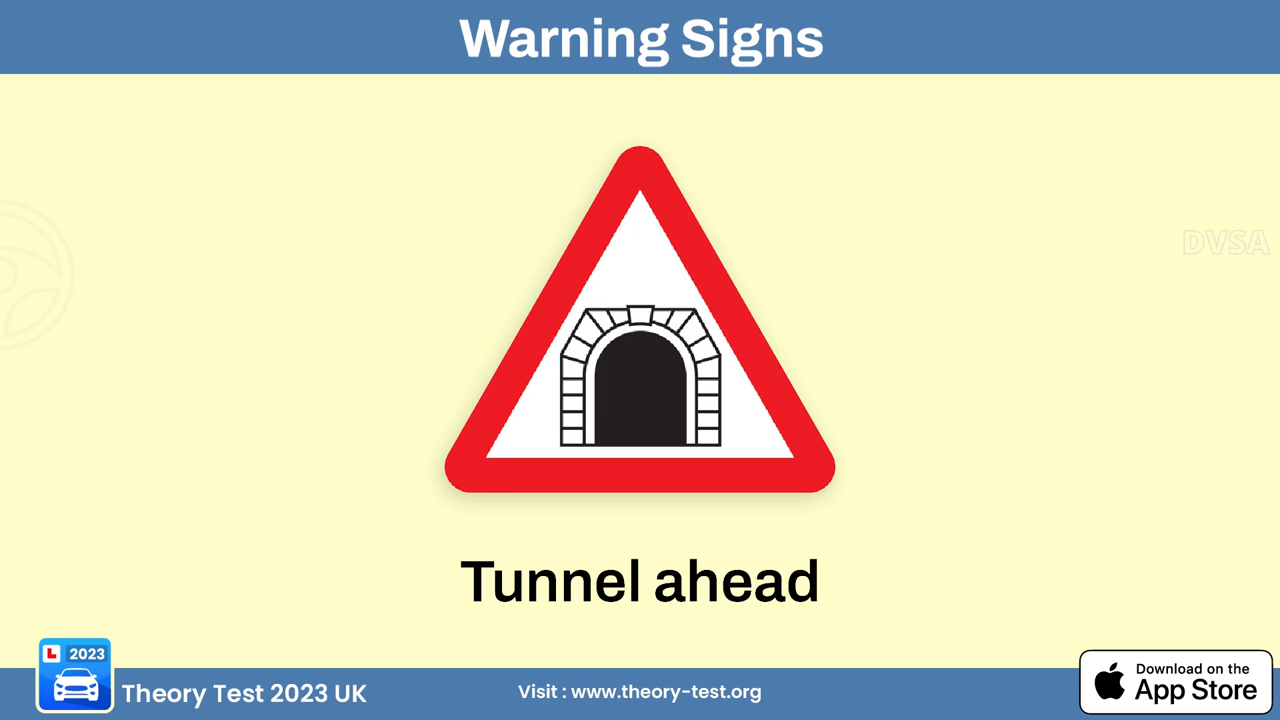 Warning Signs
DVSA
Tunnel ahead
L 2023
Theory Test 2023 UK
Visit : www.theory-test.org
Download on the
App Store